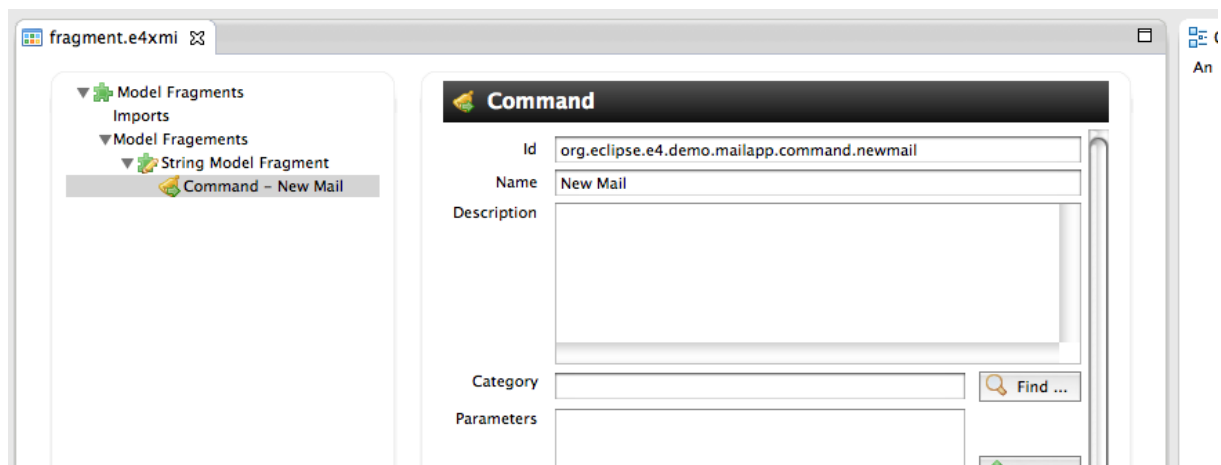 fragment.e4xmi
An
Model Fragments
Imports
Model Fragements
String Model Fragment
Command – New Mail
Command
Id org.eclipse.e4.demo.mailapp.command.newmail
Name New Mail
Description
Category Find ...
Parameters